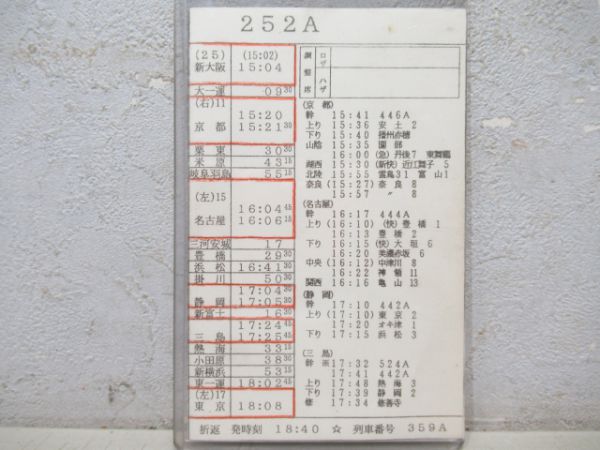 252A
(25) (15:02)
新大阪 15:04
大一運 09 30
(右)11 15:20
京都 15:21 30
栗東 30 30
米原 43 15
岐阜羽島 55 15
(左)15 16:04 45
名古屋 16:06 15
三河安城 17
豊橋 29 30
浜松 16:41 30
掛川 50 30
17:04 30
静岡 17:05 30
新富士 16 30
17:24 45
三島 17:25 45
熱海 33 15
小田原 38 30
新横浜 53 15
東一運 18:02 45
(左)17
東京 18:08
調整席 ロザ
ハザ
(京都)
幹 15:41 446A
上り 15:36 安土 2
下り 15:40 播州赤穂
山陰 15:35 園部
16:00 (急)丹後7 東舞鶴
湖西 15:30 (新快)近江舞子 5
北陸 15:55 雷鳥31 富山1
奈良 (15:27) 奈良 8
15:57 〃 8
(名古屋)
幹 16:17 444A
上り (16:10) (快)豊橋 1
16:13 豊橋 2
下り 16:15 (快)大垣 6
16:20 美濃赤坂 6
中央 (16:12) 中津川 8
16:22 神領 11
関西 16:16 亀山 13
(静岡)
幹 17:10 442A
上り (17:10) 東京 2
17:20 オキ津 1
下り 17:15 浜松 3
(三島)
幹 17:32 524A
17:41 442A
上り 17:48 熱海 3
下り 17:39 静岡 2
修 17:34 修善寺
折返 発時刻 18:40 ☆ 列車番号 359A